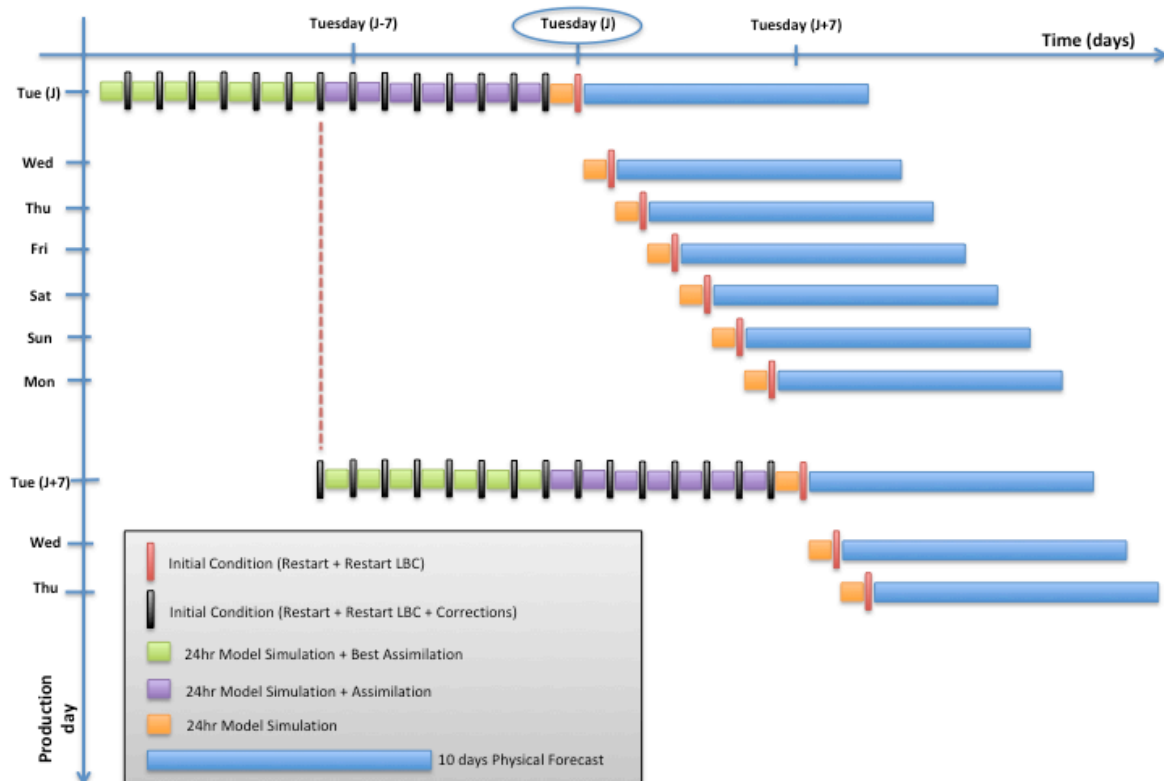 Tuesday (J-7)
Tuesday (J)
Tuesday (J+7)
Time (days)
Tue (J)
Wed
Thu
Fri
Sat
Sun
Mon
Tue (J+7)
Wed
Thu
Production
day
Initial Condition (Restart + Restart LBC)
Initial Condition (Restart + Restart LBC + Corrections)
24hr Model Simulation + Best Assimilation
24hr Model Simulation + Assimilation
24hr Model Simulation
10 days Physical Forecast